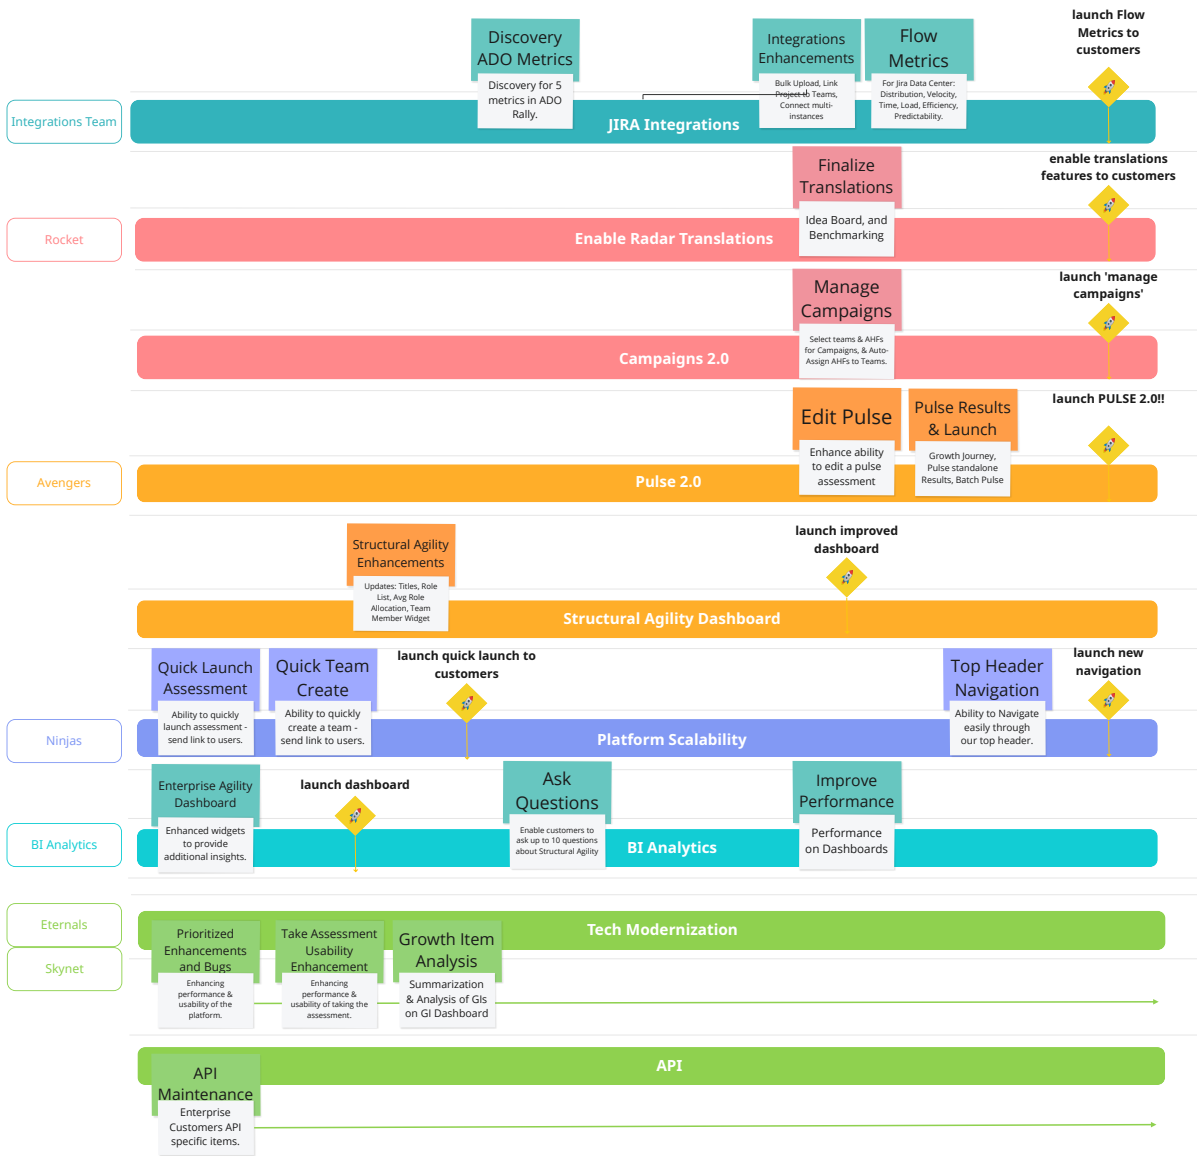 launch Flow
Metrics to
customers
Discovery
ADO Metrics
Discovery for 5
metrics in ADO
Rally.
Integrations
Enhancements
Bulk Upload, Link
Project to Teams,
Connect multi-
instances
Flow
Metrics
For Jira Data Center:
Distribution, Velocity,
Time, Load, Efficiency,
Predictability.
Integrations Team
JIRA Integrations
Finalize
Translations
Idea Board, and
Benchmarking
enable translations
features to customers
Rocket
Enable Radar Translations
Manage
Campaigns
Select teams & AHFs
for Campaigns, & Auto-
Assign AHFs to Teams.
launch 'manage
campaigns'
Campaigns 2.0
Edit Pulse
Enhance ability
to edit a pulse
assessment
Pulse Results
& Launch
Growth Journey,
Pulse standalone
Results, Batch Pulse
launch PULSE 2.0!!
Avengers
Pulse 2.0
Structural Agility
Enhancements
Updates: Titles, Role
List, Avg Role
Allocation, Team
Member Widget
launch improved
dashboard
Structural Agility Dashboard
Quick Launch
Assessment
Ability to quickly
launch assessment -
send link to users.
Quick Team
Create
Ability to quickly
create a team -
send link to users.
launch quick launch to
customers
Top Header
Navigation
Ability to Navigate
easily through
our top header.
launch new
navigation
Ninjas
Platform Scalability
Enterprise Agility
Dashboard
Enhanced widgets
to provide
additional insights.
launch dashboard
Ask
Questions
Enable customers to
ask up to 10 questions
about Structural Agility
Improve
Performance
Performance
on Dashboards
BI Analytics
BI Analytics
Eternals
Skynet
Tech Modernization
Prioritized
Enhancements
and Bugs
Enhancing
performance &
usability of the
platform.
Take Assessment
Usability
Enhancement
Enhancing
performance &
usability of taking the
assessment.
Growth Item
Analysis
Summarization
& Analysis of GIs
on GI Dashboard
API
API
Maintenance
Enterprise
Customers API
specific items.